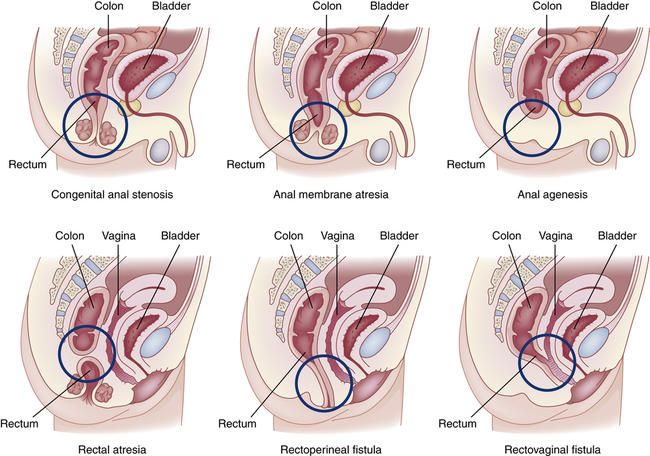 Colon Bladder Colon Bladder Colon Bladder
Rectum Rectum Rectum
Congenital anal stenosis Anal membrane atresia Anal agenesis
Colon Vagina Bladder Colon Vagina Bladder Colon Vagina Bladder
Rectum Rectum Rectum
Rectal atresia Rectoperineal fistula Rectovaginal fistula